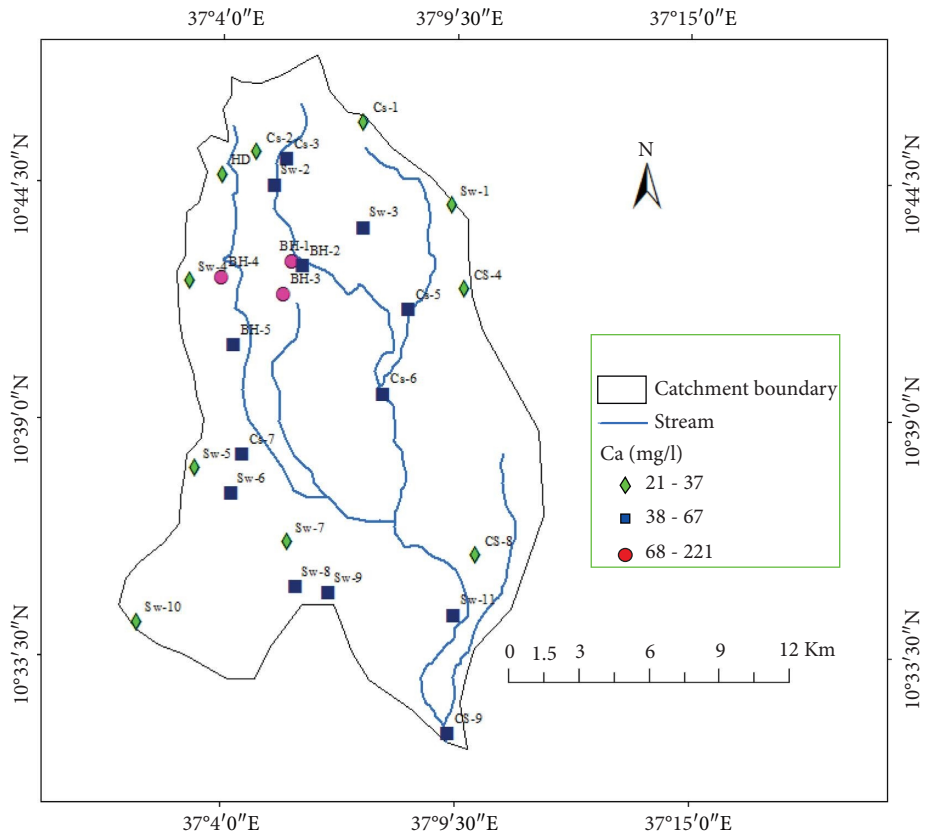 37°4′0″E 37°9′30″E 37°15′0″E
10°44′30″N
10°44′30″N
10°39′0″N
10°39′0″N
10°33′30″N
10°33′30″N
Cs-1
Cs-2
Cs-3
HD
Sw-2
Sw-1
Sw-3
BH-1
BH-2
Sw-4
BH-4
BH-3
CS-4
Cs-5
BH-5
Cs-6
Cs-7
Sw-5
Sw-6
Sw-7
CS-8
Sw-8
Sw-9
Sw-10
Sw-11
CS-9
N
Catchment boundary
Stream
Ca (mg/l)
21 - 37
38 - 67
68 - 221
0 1.5 3 6 9 12 Km
37°4′0″E 37°9′30″E 37°15′0″E